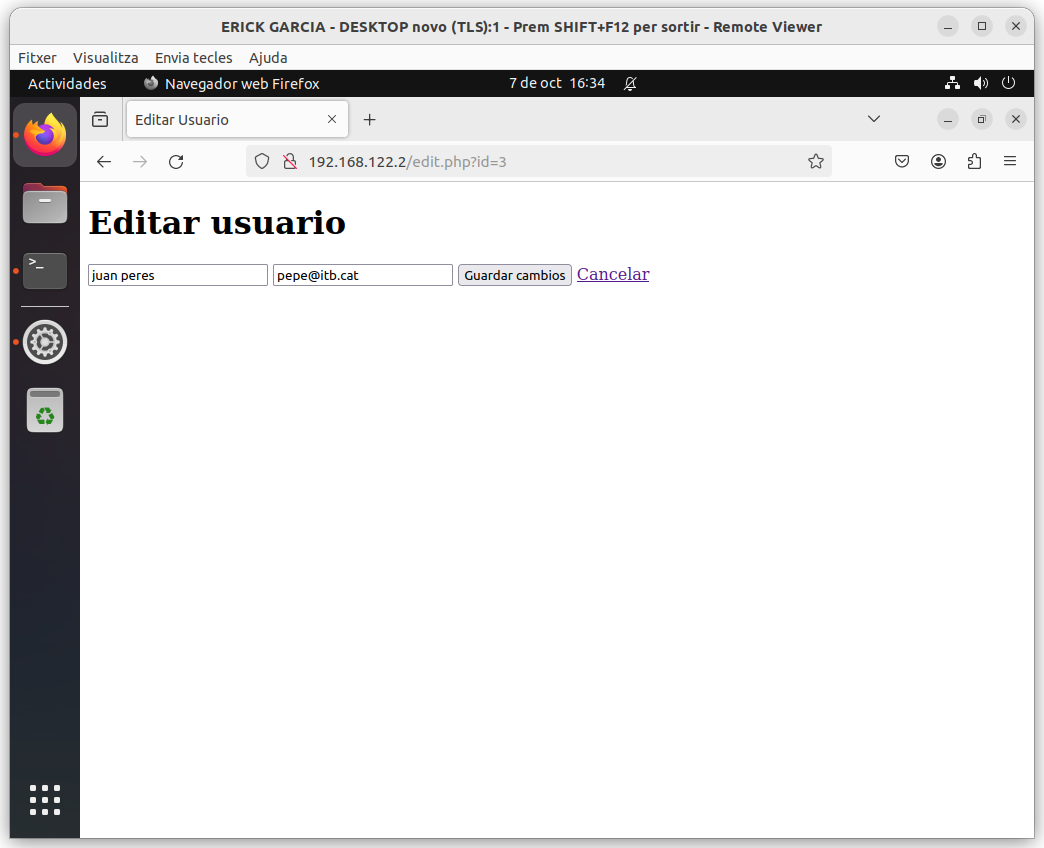 ERICK GARCIA - DESKTOP novo (TLS):1 - Prem SHIFT+F12 per sortir - Remote Viewer
Fitxer Visualitza Envia tecles Ajuda
Actividades Navegador web Firefox 7 de oct 16:34
Editar Usuario
192.168.122.2/edit.php?id=3
Editar usuario
juan peres pepe@itb.cat Guardar cambios Cancelar